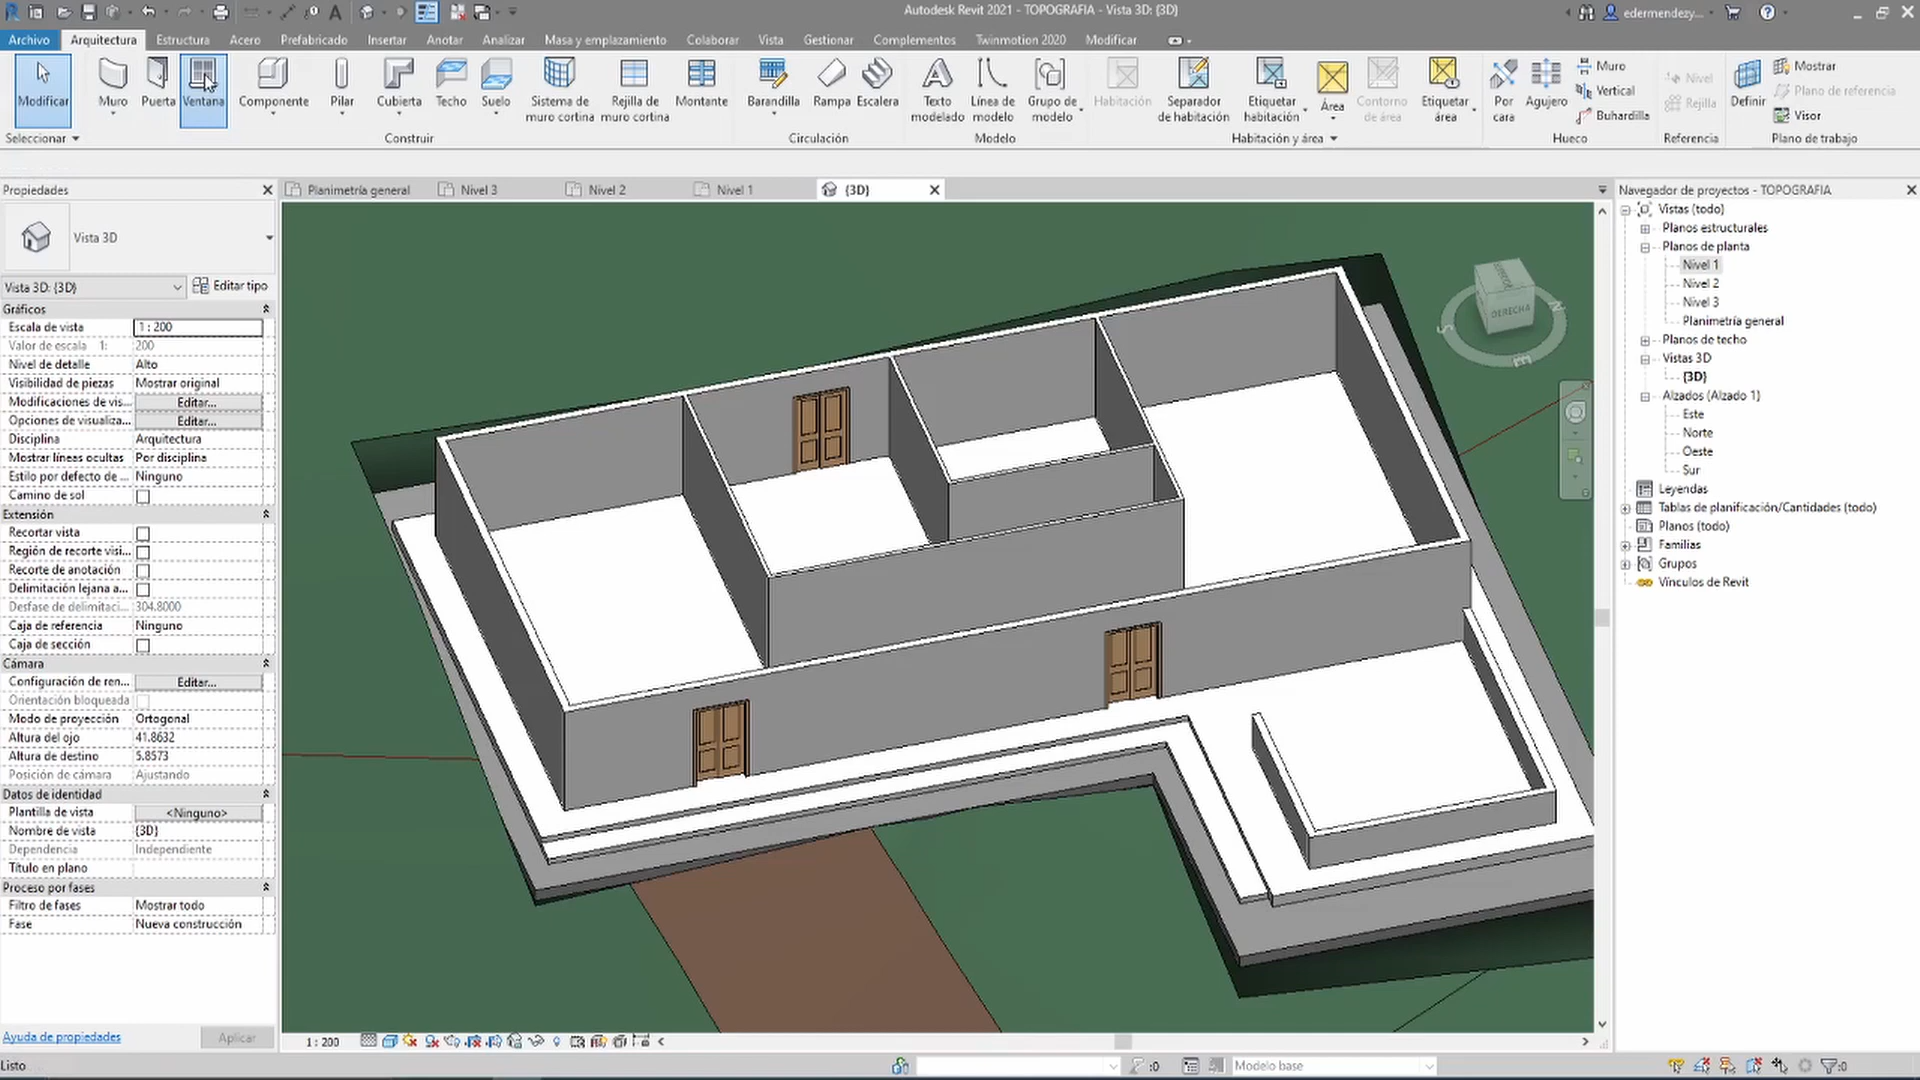 Autodesk Revit 2021 - TOPOGRAFIA - Vista 3D: {3D}
edermendezy...
Archivo Arquitectura Estructura Acero Prefabricado Insertar Anotar Analizar Masa y emplazamiento Colaborar Vista Gestionar Complementos Twinmotion 2020 Modificar
Modificar
Muro
Puerta
Ventana
Componente
Pilar
Cubierta
Techo
Suelo
Sistema de muro cortina
Rejilla de muro cortina
Montante
Barandilla
Rampa
Escalera
Texto modelado
Línea de modelo
Grupo de modelo
Habitación
Separador de habitación
Etiquetar habitación
Área
Contorno de área
Etiquetar área
Por cara
Agujero
Muro
Vertical
Buhardilla
Nivel
Rejilla
Definir
Mostrar
Plano de referencia
Visor
Seleccionar
Construir
Circulación
Modelo
Habitación y área
Hueco
Referencia
Plano de trabajo
Propiedades
Vista 3D
Vista 3D: {3D}
Editar tipo
Gráficos
Escala de vista 1 : 200
Valor de escala 1: 200
Nivel de detalle Alto
Visibilidad de piezas Mostrar original
Modificaciones de vis... Editar...
Opciones de visualiza... Editar...
Disciplina Arquitectura
Mostrar líneas ocultas Por disciplina
Estilo por defecto de ... Ninguno
Camino de sol
Extensión
Recortar vista
Región de recorte visi...
Recorte de anotación
Delimitación lejana a...
Desfase de delimitaci... 304.8000
Caja de referencia Ninguno
Caja de sección
Cámara
Configuración de ren... Editar...
Orientación bloqueada
Modo de proyección Ortogonal
Altura del ojo 41.8632
Altura de destino 5.8573
Posición de cámara Ajustando
Datos de identidad
Plantilla de vista <Ninguno>
Nombre de vista {3D}
Dependencia Independiente
Título en plano
Proceso por fases
Filtro de fases Mostrar todo
Fase Nueva construcción
Ayuda de propiedades
Aplicar
Planimetría general
Nivel 3
Nivel 2
Nivel 1
{3D}
DERECHA
S
N
E
Navegador de proyectos - TOPOGRAFIA
Vistas (todo)
Planos estructurales
Planos de planta
Nivel 1
Nivel 2
Nivel 3
Planimetría general
Planos de techo
Vistas 3D
{3D}
Alzados (Alzado 1)
Este
Norte
Oeste
Sur
Leyendas
Tablas de planificación/Cantidades (todo)
Planos (todo)
Familias
Grupos
Vínculos de Revit
1 : 200
Listo
:0
Modelo base
:0